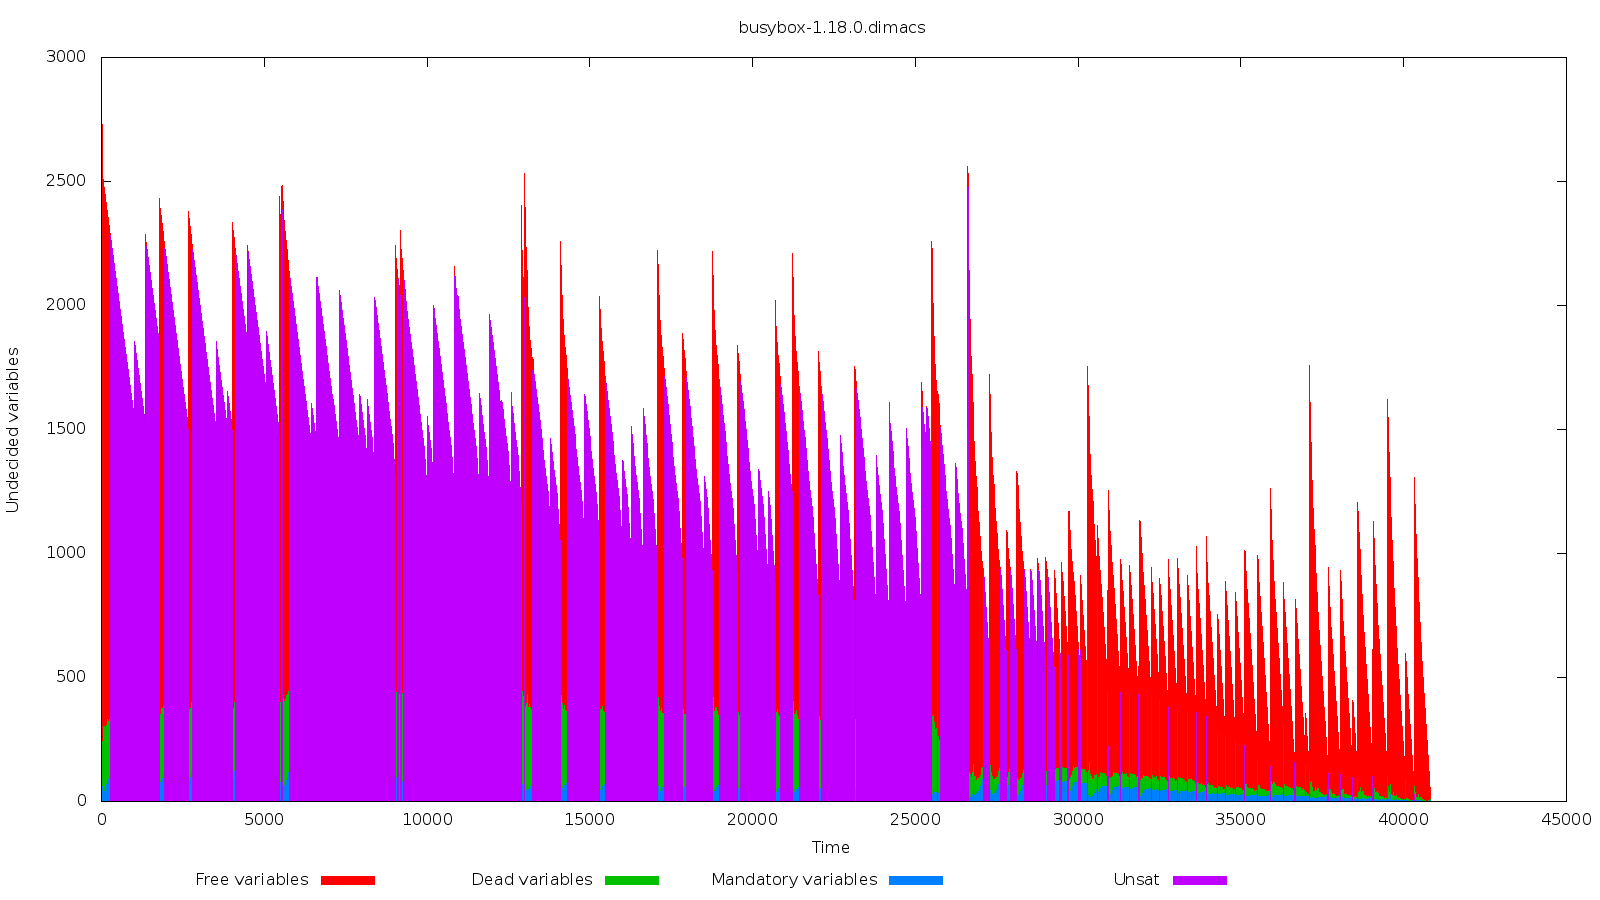 busybox-1.18.0.dimacs
3000
2500
2000
1500
1000
500
0
Undecided variables
0 5000 10000 15000 20000 25000 30000 35000 40000 45000
Time
Free variables Dead variables Mandatory variables Unsat